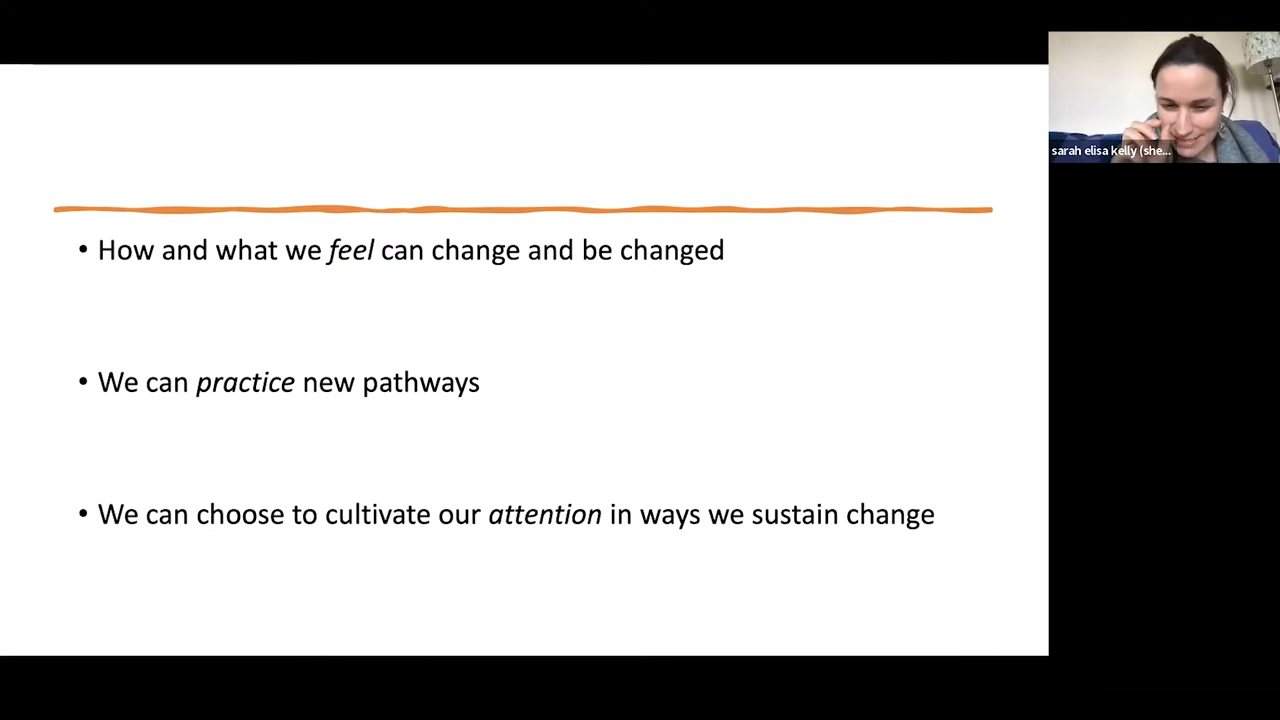 sarah elisa kelly (she...
• How and what we feel can change and be changed
• We can practice new pathways
• We can choose to cultivate our attention in ways we sustain change